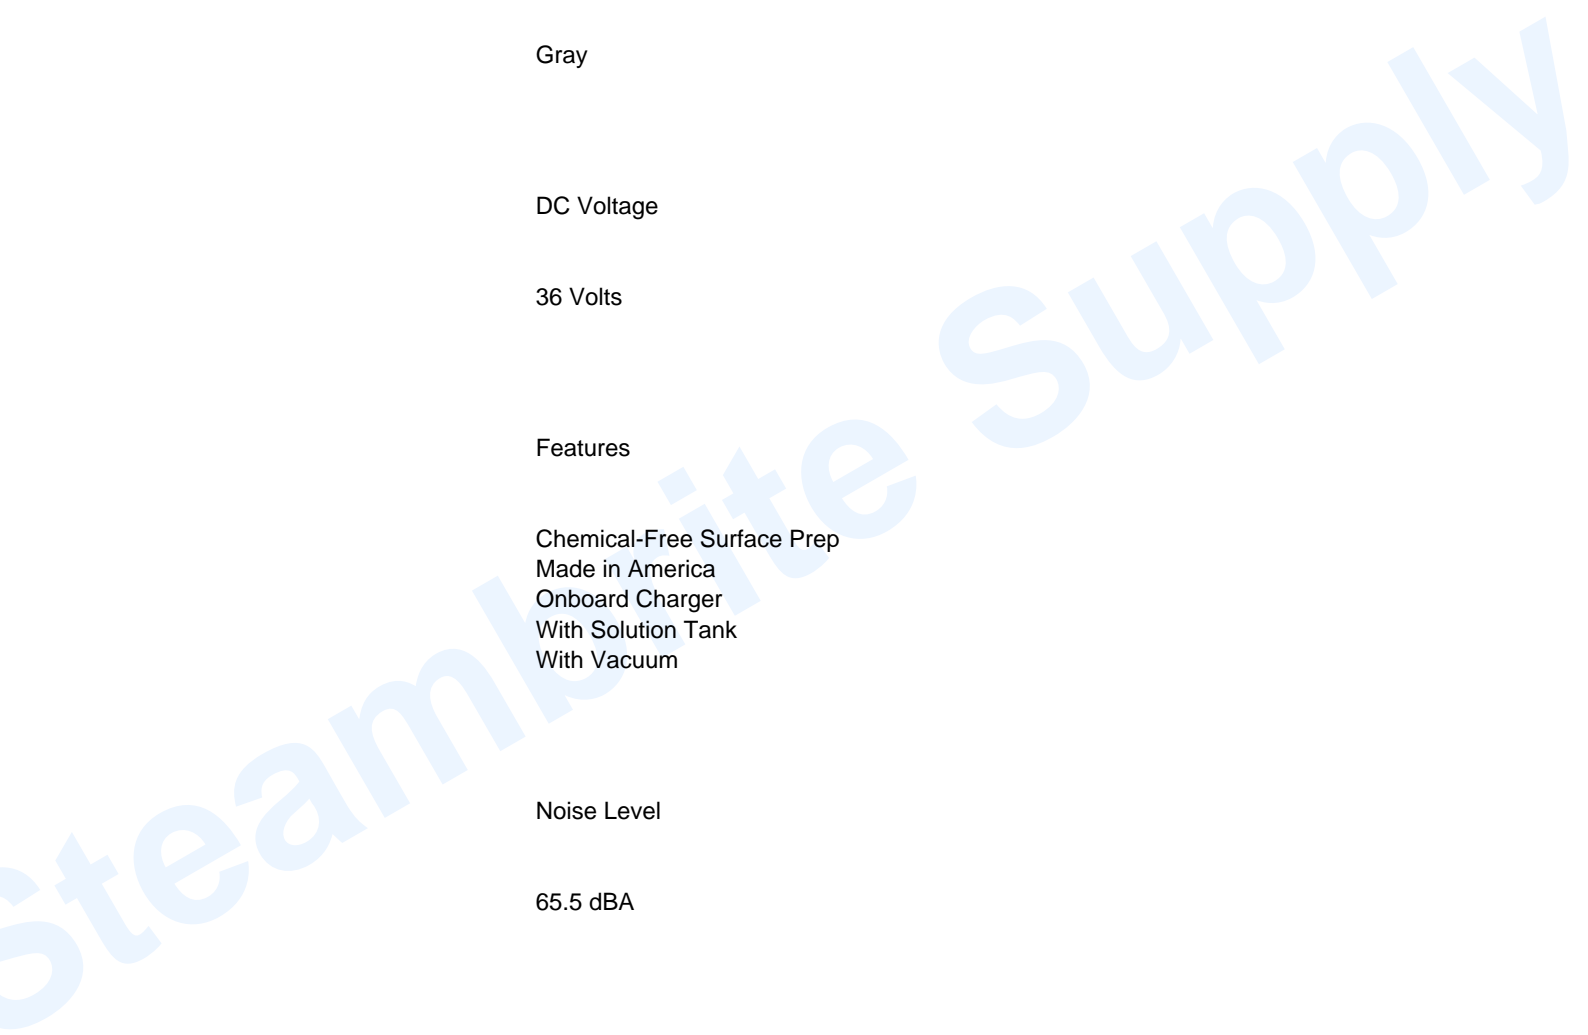 Gray
DC Voltage
36 Volts
Features
Chemical-Free Surface Prep
Made in America
Onboard Charger
With Solution Tank
With Vacuum
Noise Level
65.5 dBA
Steambrite Supply